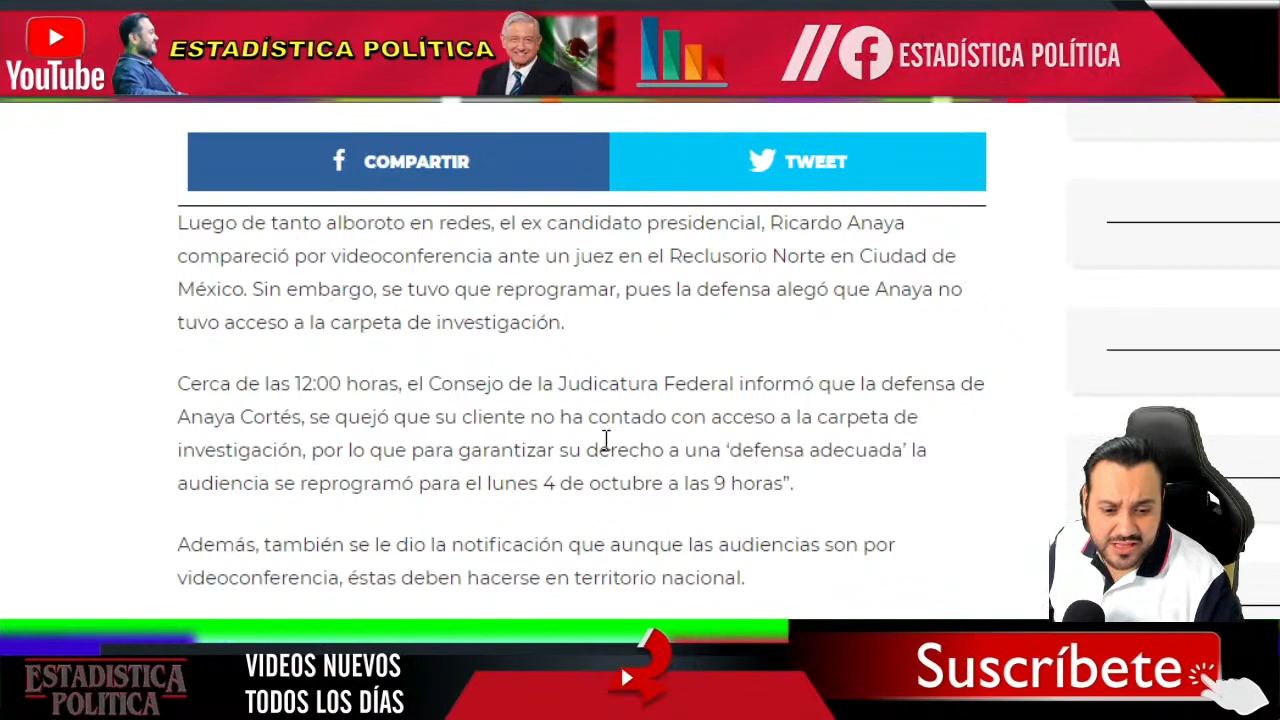 YouTube
ESTADÍSTICA POLÍTICA
ESTADÍSTICA POLÍTICA
COMPARTIR
TWEET
Luego de tanto alboroto en redes, el ex candidato presidencial, Ricardo Anaya
compareció por videoconferencia ante un juez en el Reclusorio Norte en Ciudad de
México. Sin embargo, se tuvo que reprogramar, pues la defensa alegó que Anaya no
tuvo acceso a la carpeta de investigación.
Cerca de las 12:00 horas, el Consejo de la Judicatura Federal informó que la defensa de
Anaya Cortés, se quejó que su cliente no ha contado con acceso a la carpeta de
investigación, por lo que para garantizar su derecho a una ‘defensa adecuada’ la
audiencia se reprogramó para el lunes 4 de octubre a las 9 horas”.
Además, también se le dio la notificación que aunque las audiencias son por
videoconferencia, éstas deben hacerse en territorio nacional.
ESTADISTICA
POLÍTICA
VIDEOS NUEVOS
TODOS LOS DÍAS
Suscríbete